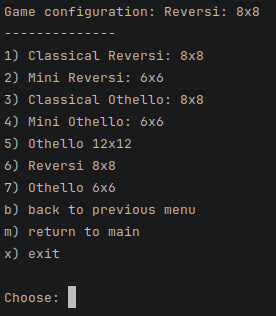 Game configuration: Reversi: 8x8
--------------
1) Classical Reversi: 8x8
2) Mini Reversi: 6x6
3) Classical Othello: 8x8
4) Mini Othello: 6x6
5) Othello 12x12
6) Reversi 8x8
7) Othello 6x6
b) back to previous menu
m) return to main
x) exit
Choose: